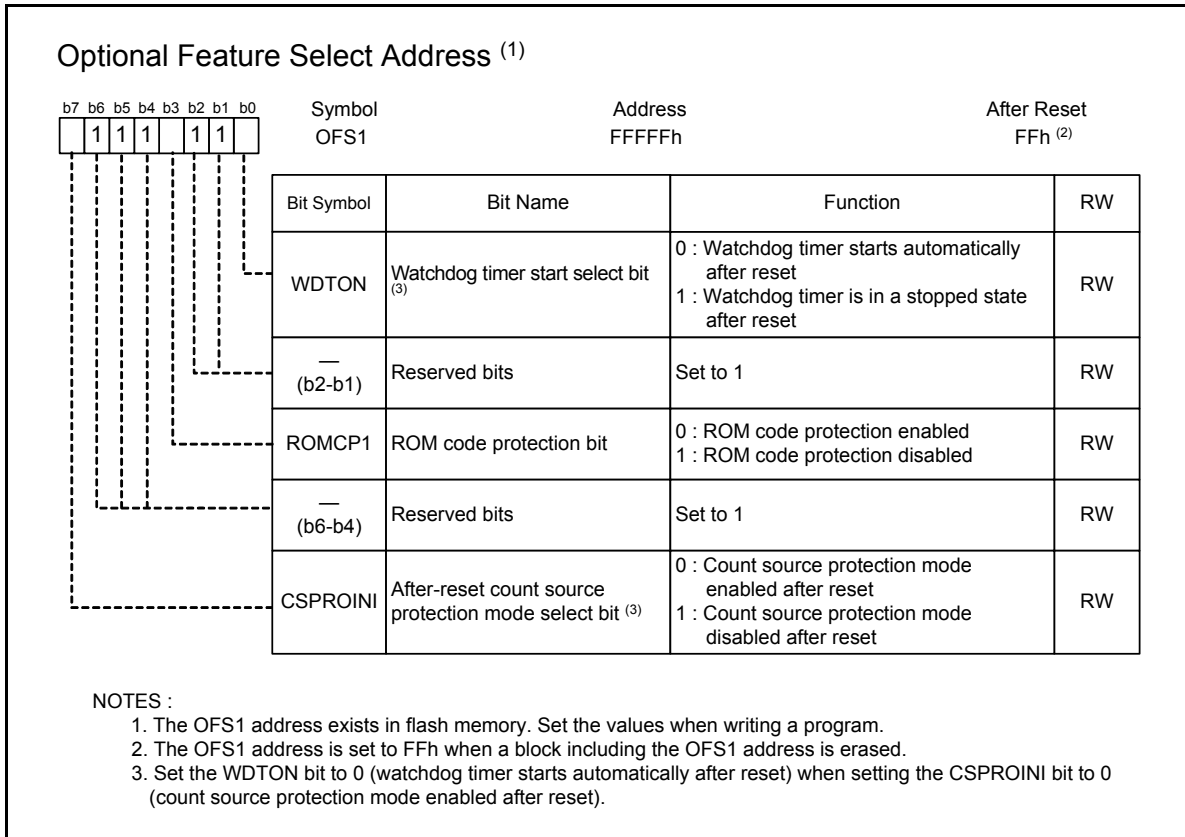 Optional Feature Select Address (1)
b7 b6 b5 b4 b3 b2 b1 b0
Symbol Address After Reset
1 1 1 1 1
OFS1 FFFFFh FFh (2)
Bit Symbol Bit Name Function RW
WDTON
Watchdog timer start select bit
(3)
0 : Watchdog timer starts automatically
after reset
1 : Watchdog timer is in a stopped state
after reset
RW
—
(b2-b1)
Reserved bits
Set to 1
RW
ROMCP1
ROM code protection bit
0 : ROM code protection enabled
1 : ROM code protection disabled
RW
—
(b6-b4)
Reserved bits
Set to 1
RW
CSPROINI
After-reset count source
protection mode select bit (3)
0 : Count source protection mode
enabled after reset
1 : Count source protection mode
disabled after reset
RW
NOTES :
1. The OFS1 address exists in flash memory. Set the values when writing a program.
2. The OFS1 address is set to FFh when a block including the OFS1 address is erased.
3. Set the WDTON bit to 0 (watchdog timer starts automatically after reset) when setting the CSPROINI bit to 0
(count source protection mode enabled after reset).